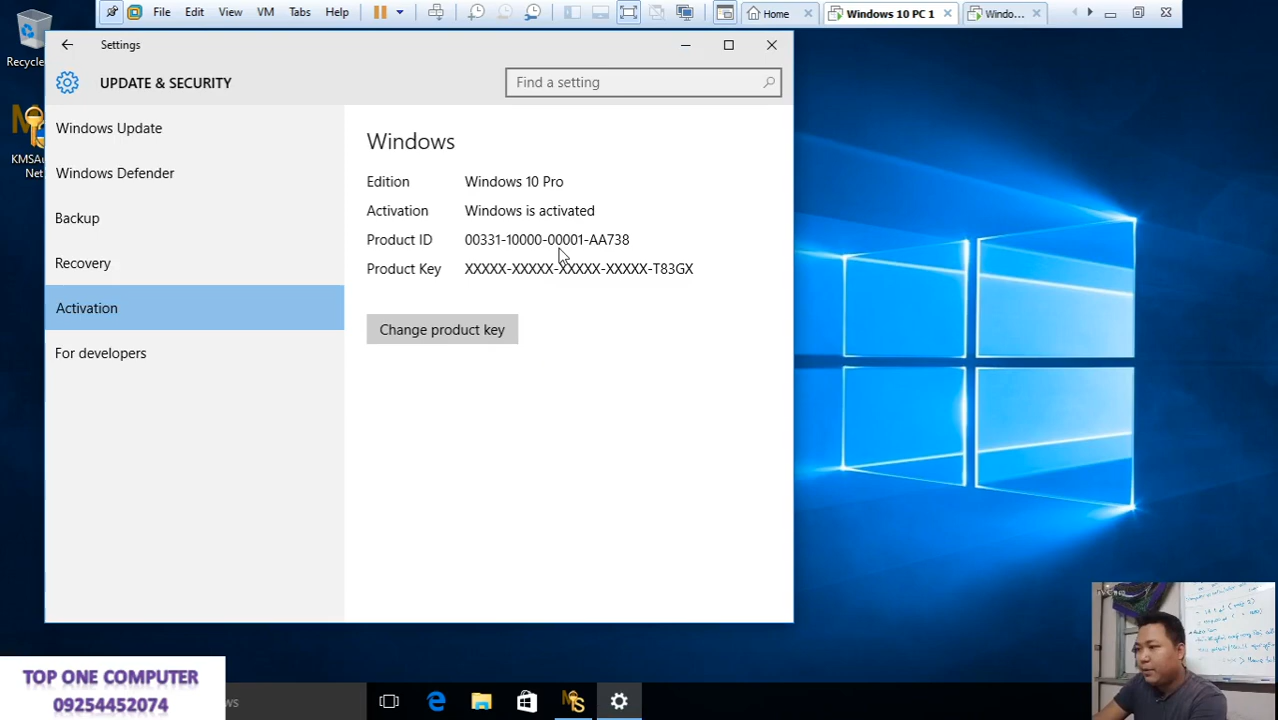 File Edit View VM Tabs Help
Home
Windows 10 PC 1
Windo...
Recycle
KMSAu
Net
Settings
UPDATE & SECURITY
Find a setting
Windows Update
Windows Defender
Backup
Recovery
Activation
For developers
Windows
Edition Windows 10 Pro
Activation Windows is activated
Product ID 00331-10000-00001-AA738
Product Key XXXXX-XXXXX-XXXXX-XXXXX-T83GX
Change product key
TOP ONE COMPUTER
09254452074
ws